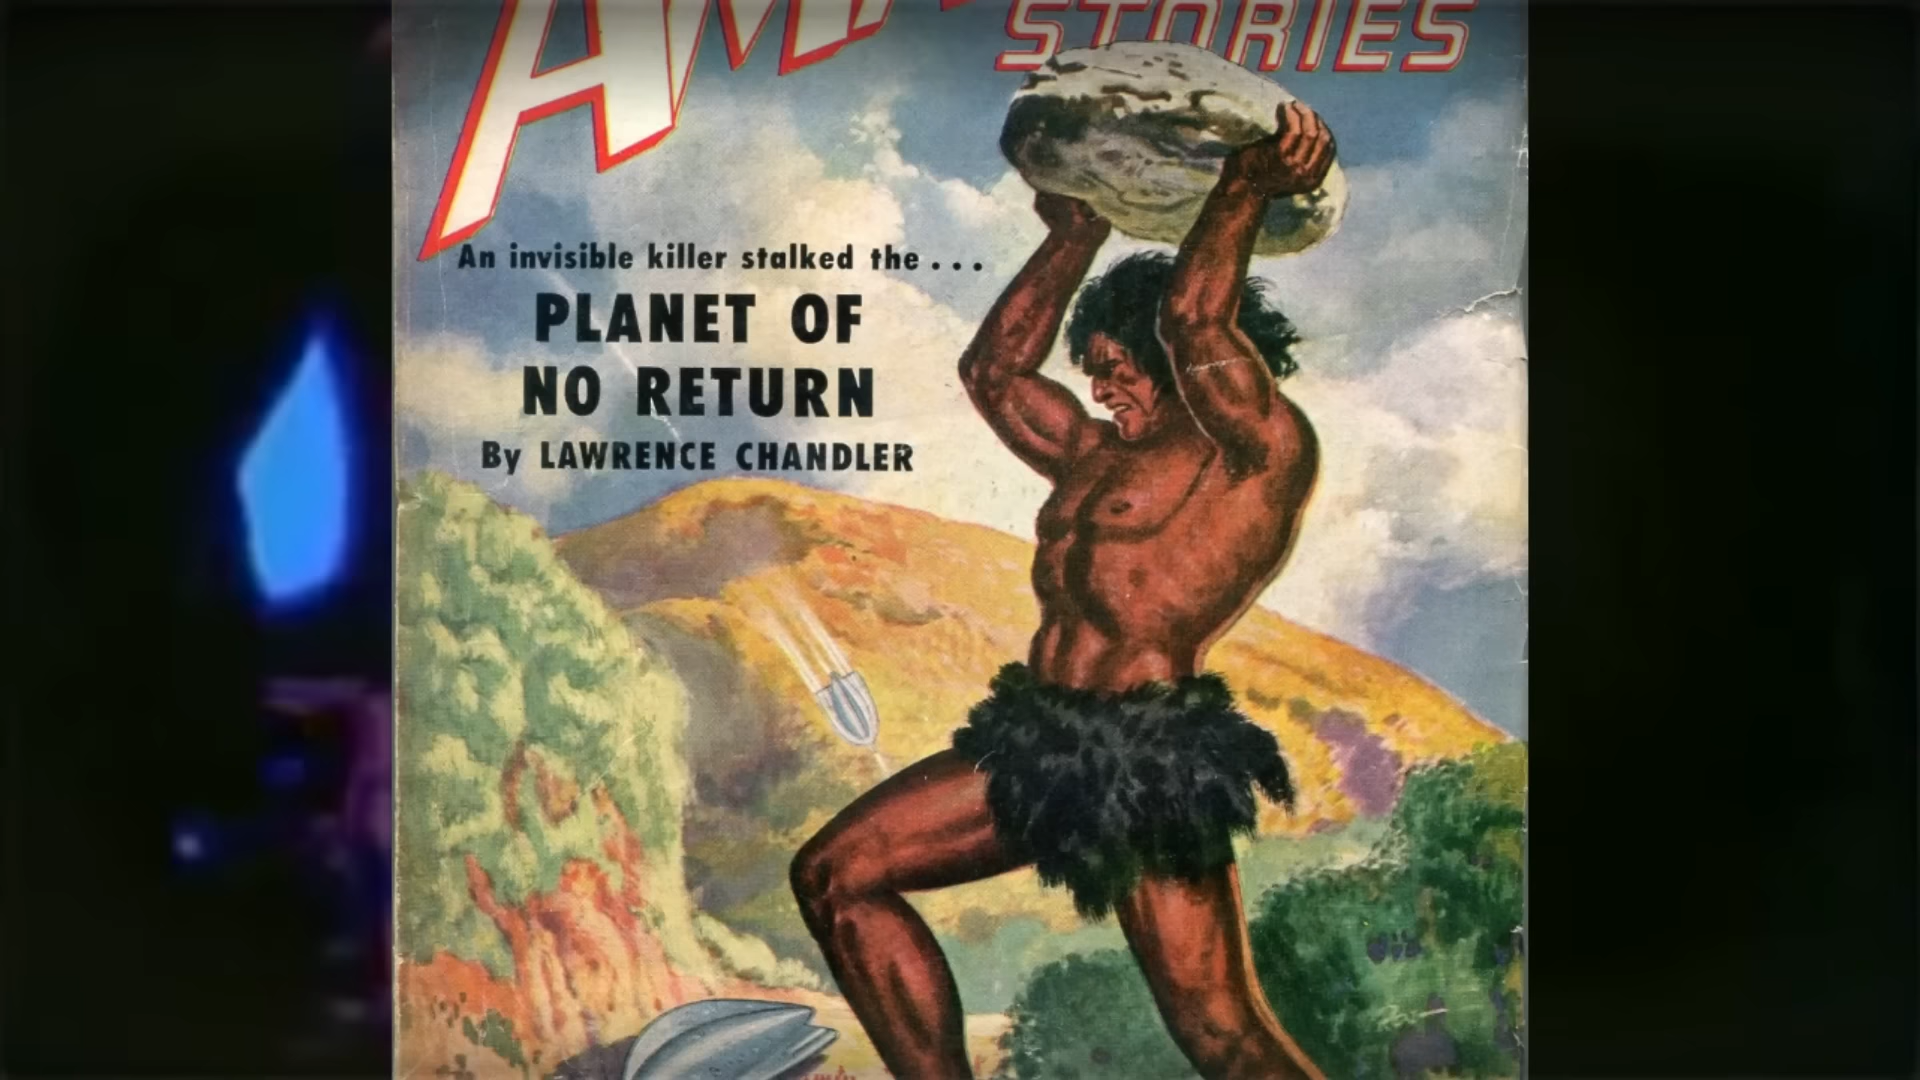 STORIES
An invisible killer stalked the...
PLANET OF
NO RETURN
By LAWRENCE CHANDLER